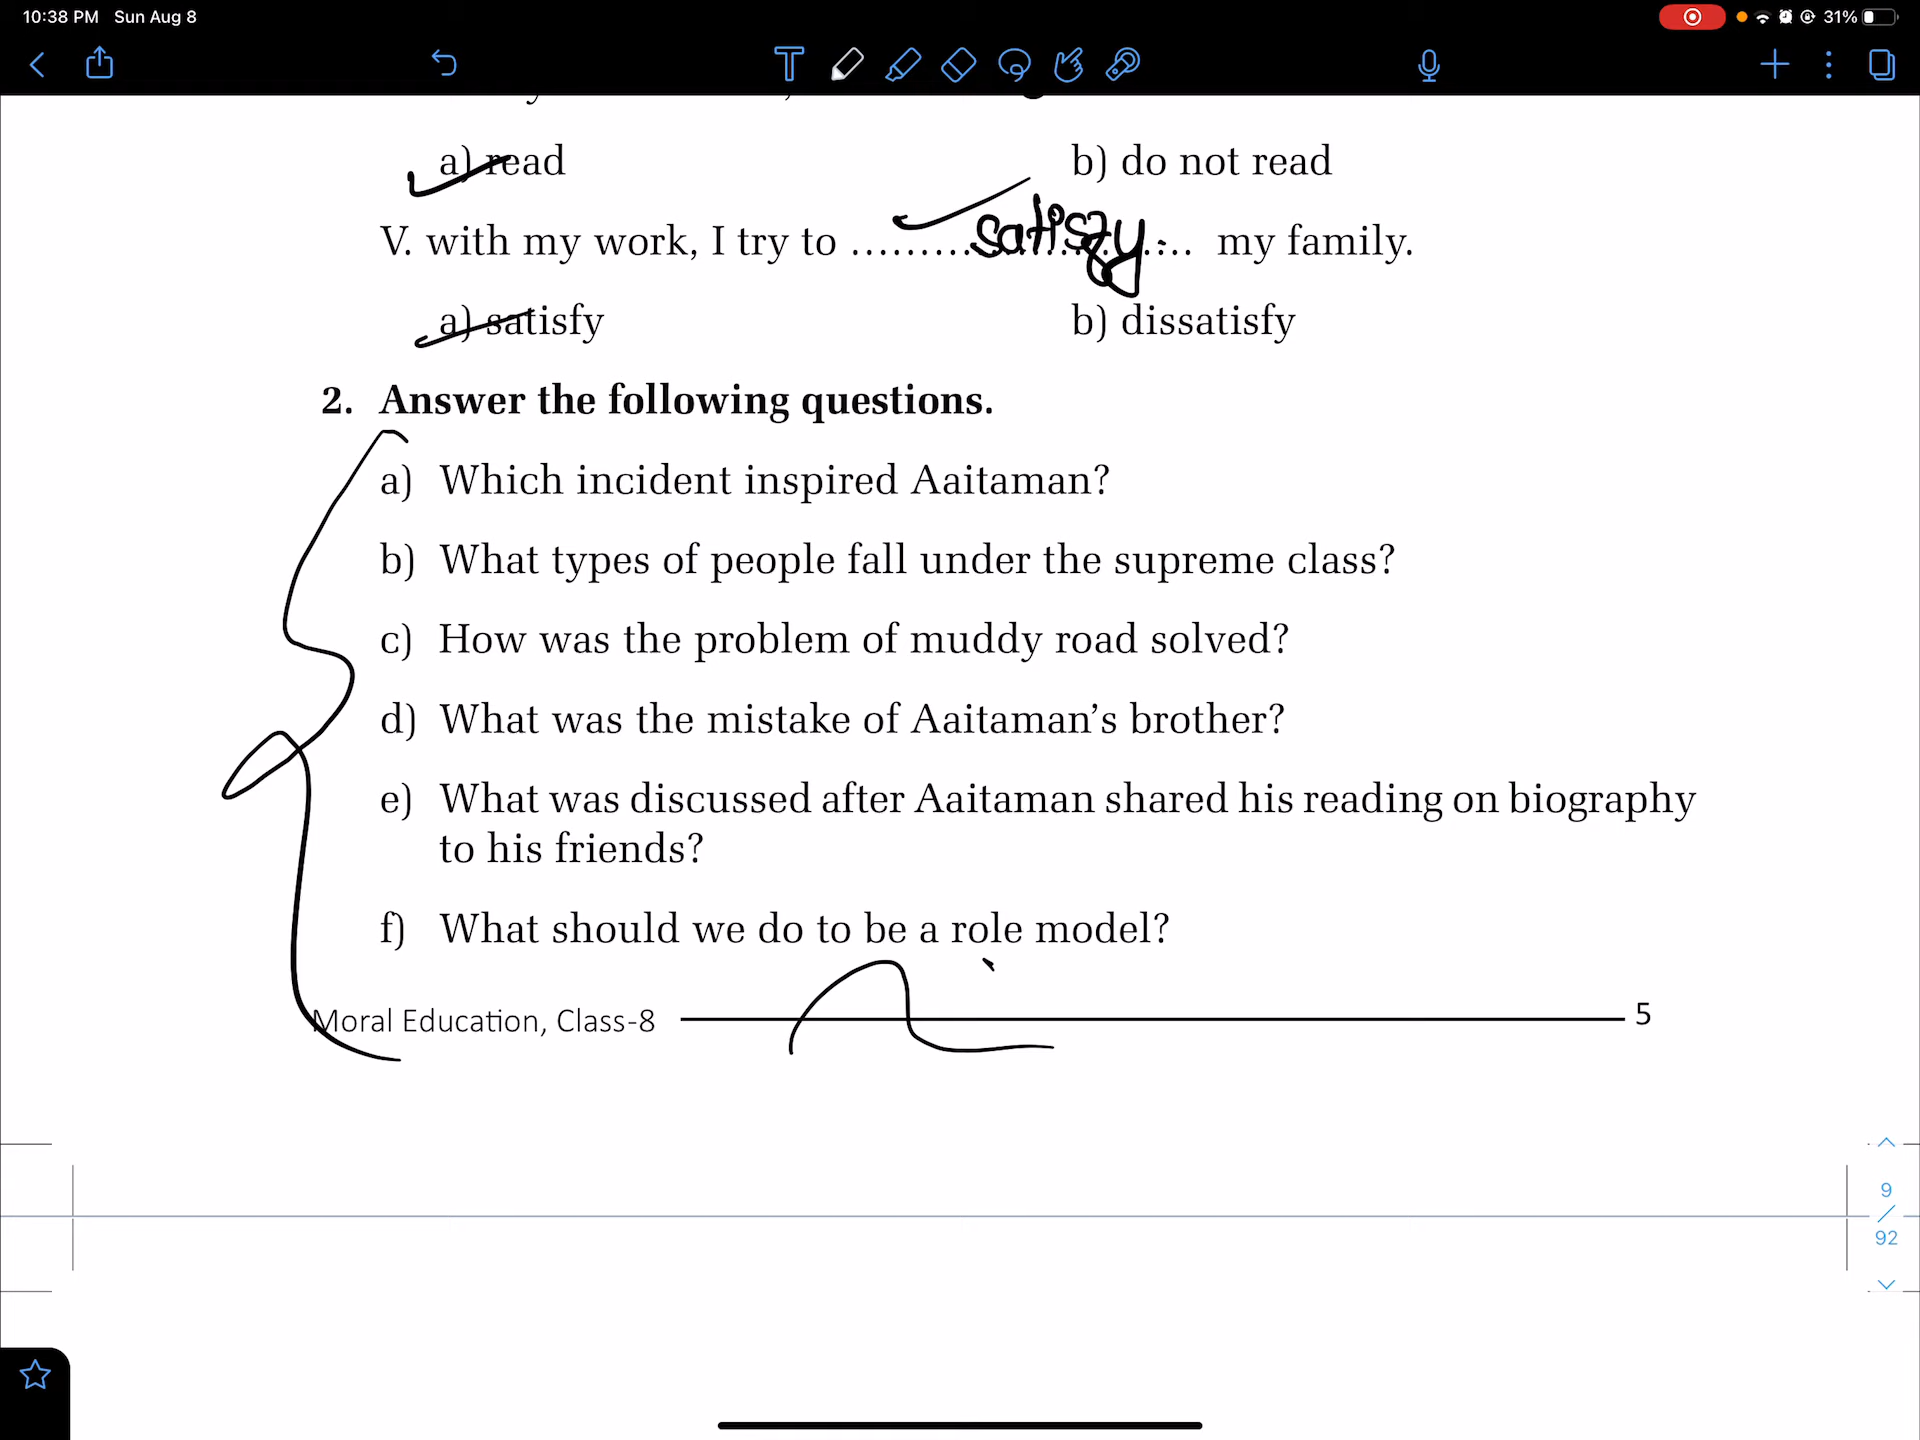 10:38 PM Sun Aug 8 31%
a) read b) do not read
V. with my work, I try to .......... satisfy ... my family.
a) satisfy b) dissatisfy
2. Answer the following questions.
a) Which incident inspired Aaitaman?
b) What types of people fall under the supreme class?
c) How was the problem of muddy road solved?
d) What was the mistake of Aaitaman’s brother?
e) What was discussed after Aaitaman shared his reading on biography
to his friends?
f) What should we do to be a role model?
Moral Education, Class-8 5
9
/
92